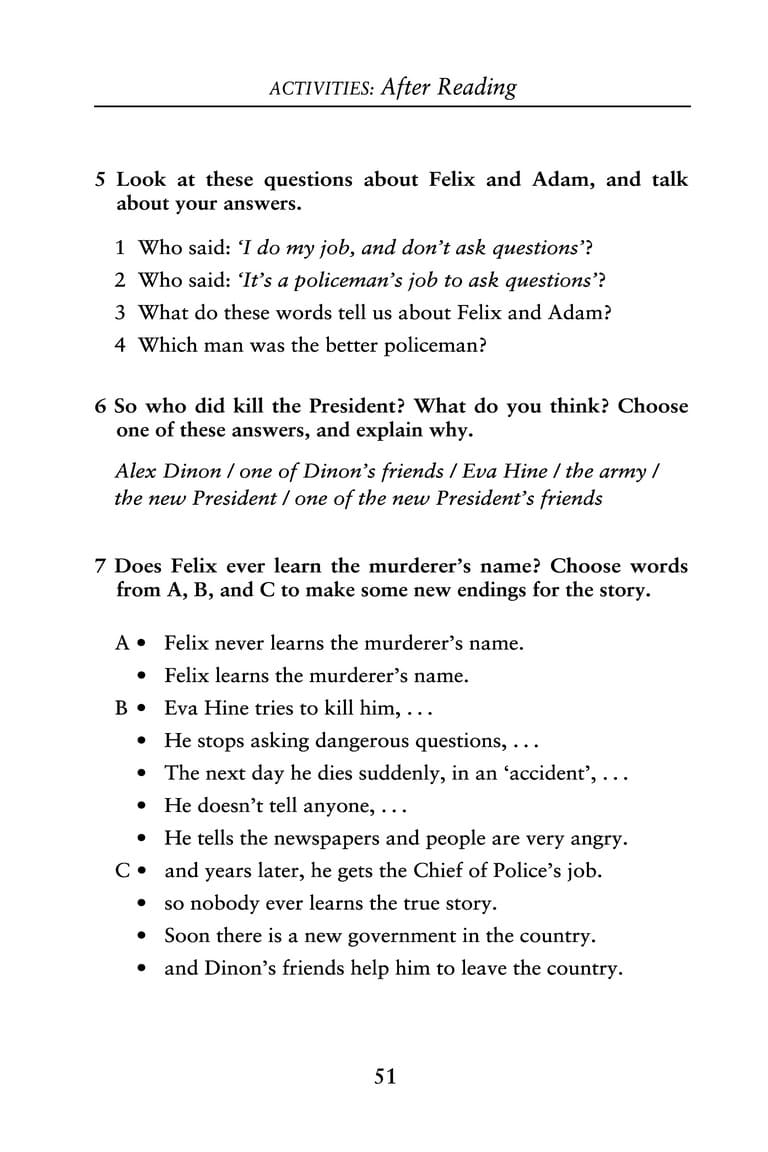 ACTIVITIES: After Reading
5 Look at these questions about Felix and Adam, and talk
about your answers.
1 Who said: ‘I do my job, and don’t ask questions’?
2 Who said: ‘It’s a policeman’s job to ask questions’?
3 What do these words tell us about Felix and Adam?
4 Which man was the better policeman?
6 So who did kill the President? What do you think? Choose
one of these answers, and explain why.
Alex Dinon / one of Dinon’s friends / Eva Hine / the army /
the new President / one of the new President’s friends
7 Does Felix ever learn the murderer’s name? Choose words
from A, B, and C to make some new endings for the story.
A • Felix never learns the murderer’s name.
• Felix learns the murderer’s name.
B • Eva Hine tries to kill him, . . .
• He stops asking dangerous questions, . . .
• The next day he dies suddenly, in an ‘accident’, . . .
• He doesn’t tell anyone, . . .
• He tells the newspapers and people are very angry.
C • and years later, he gets the Chief of Police’s job.
• so nobody ever learns the true story.
• Soon there is a new government in the country.
• and Dinon’s friends help him to leave the country.
51